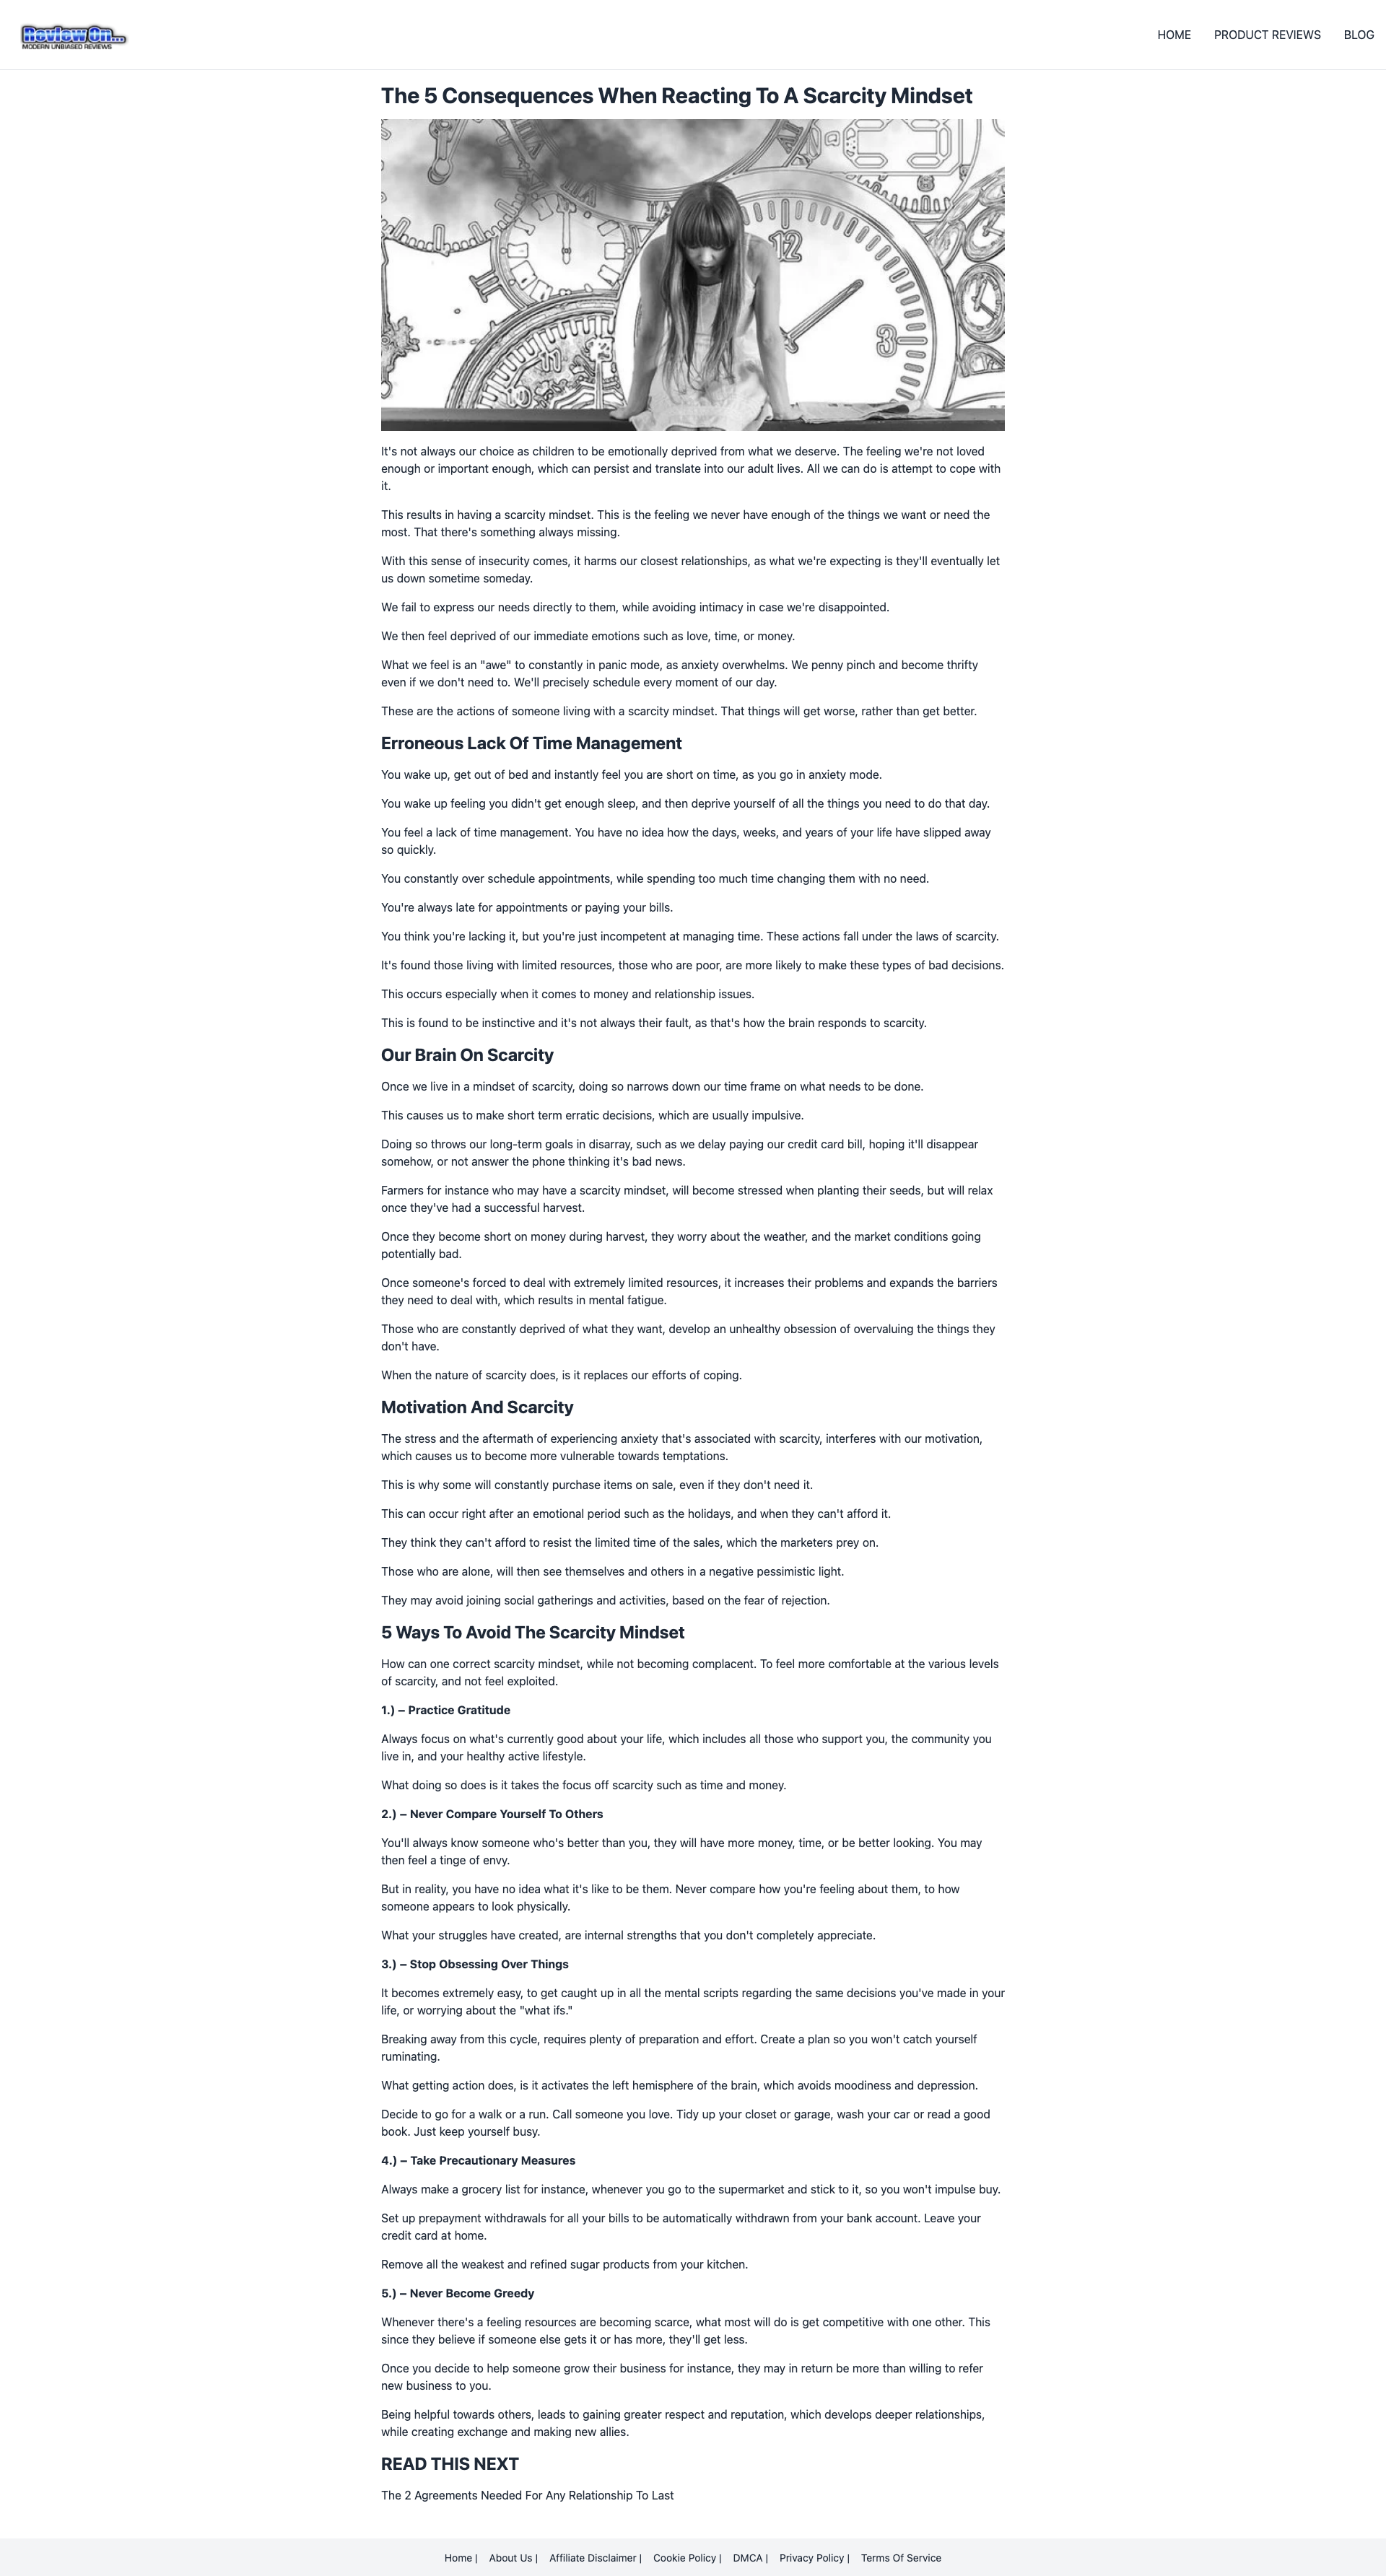 Review On...
MODERN UNBIASED REVIEWS
HOME PRODUCT REVIEWS BLOG
The 5 Consequences When Reacting To A Scarcity Mindset
12
3
11
10
It's not always our choice as children to be emotionally deprived from what we deserve. The feeling we're not loved
enough or important enough, which can persist and translate into our adult lives. All we can do is attempt to cope with
it.
This results in having a scarcity mindset. This is the feeling we never have enough of the things we want or need the
most. That there's something always missing.
With this sense of insecurity comes, it harms our closest relationships, as what we're expecting is they'll eventually let
us down sometime someday.
We fail to express our needs directly to them, while avoiding intimacy in case we're disappointed.
We then feel deprived of our immediate emotions such as love, time, or money.
What we feel is an "awe" to constantly in panic mode, as anxiety overwhelms. We penny pinch and become thrifty
even if we don't need to. We'll precisely schedule every moment of our day.
These are the actions of someone living with a scarcity mindset. That things will get worse, rather than get better.
Erroneous Lack Of Time Management
You wake up, get out of bed and instantly feel you are short on time, as you go in anxiety mode.
You wake up feeling you didn't get enough sleep, and then deprive yourself of all the things you need to do that day.
You feel a lack of time management. You have no idea how the days, weeks, and years of your life have slipped away
so quickly.
You constantly over schedule appointments, while spending too much time changing them with no need.
You're always late for appointments or paying your bills.
You think you're lacking it, but you're just incompetent at managing time. These actions fall under the laws of scarcity.
It's found those living with limited resources, those who are poor, are more likely to make these types of bad decisions.
This occurs especially when it comes to money and relationship issues.
This is found to be instinctive and it's not always their fault, as that's how the brain responds to scarcity.
Our Brain On Scarcity
Once we live in a mindset of scarcity, doing so narrows down our time frame on what needs to be done.
This causes us to make short term erratic decisions, which are usually impulsive.
Doing so throws our long-term goals in disarray, such as we delay paying our credit card bill, hoping it'll disappear
somehow, or not answer the phone thinking it's bad news.
Farmers for instance who may have a scarcity mindset, will become stressed when planting their seeds, but will relax
once they've had a successful harvest.
Once they become short on money during harvest, they worry about the weather, and the market conditions going
potentially bad.
Once someone's forced to deal with extremely limited resources, it increases their problems and expands the barriers
they need to deal with, which results in mental fatigue.
Those who are constantly deprived of what they want, develop an unhealthy obsession of overvaluing the things they
don't have.
When the nature of scarcity does, is it replaces our efforts of coping.
Motivation And Scarcity
The stress and the aftermath of experiencing anxiety that's associated with scarcity, interferes with our motivation,
which causes us to become more vulnerable towards temptations.
This is why some will constantly purchase items on sale, even if they don't need it.
This can occur right after an emotional period such as the holidays, and when they can't afford it.
They think they can't afford to resist the limited time of the sales, which the marketers prey on.
Those who are alone, will then see themselves and others in a negative pessimistic light.
They may avoid joining social gatherings and activities, based on the fear of rejection.
5 Ways To Avoid The Scarcity Mindset
How can one correct scarcity mindset, while not becoming complacent. To feel more comfortable at the various levels
of scarcity, and not feel exploited.
1.) – Practice Gratitude
Always focus on what's currently good about your life, which includes all those who support you, the community you
live in, and your healthy active lifestyle.
What doing so does is it takes the focus off scarcity such as time and money.
2.) – Never Compare Yourself To Others
You'll always know someone who's better than you, they will have more money, time, or be better looking. You may
then feel a tinge of envy.
But in reality, you have no idea what it's like to be them. Never compare how you're feeling about them, to how
someone appears to look physically.
What your struggles have created, are internal strengths that you don't completely appreciate.
3.) – Stop Obsessing Over Things
It becomes extremely easy, to get caught up in all the mental scripts regarding the same decisions you've made in your
life, or worrying about the "what ifs."
Breaking away from this cycle, requires plenty of preparation and effort. Create a plan so you won't catch yourself
ruminating.
What getting action does, is it activates the left hemisphere of the brain, which avoids moodiness and depression.
Decide to go for a walk or a run. Call someone you love. Tidy up your closet or garage, wash your car or read a good
book. Just keep yourself busy.
4.) – Take Precautionary Measures
Always make a grocery list for instance, whenever you go to the supermarket and stick to it, so you won't impulse buy.
Set up prepayment withdrawals for all your bills to be automatically withdrawn from your bank account. Leave your
credit card at home.
Remove all the weakest and refined sugar products from your kitchen.
5.) – Never Become Greedy
Whenever there's a feeling resources are becoming scarce, what most will do is get competitive with one other. This
since they believe if someone else gets it or has more, they'll get less.
Once you decide to help someone grow their business for instance, they may in return be more than willing to refer
new business to you.
Being helpful towards others, leads to gaining greater respect and reputation, which develops deeper relationships,
while creating exchange and making new allies.
READ THIS NEXT
The 2 Agreements Needed For Any Relationship To Last
Home | About Us | Affiliate Disclaimer | Cookie Policy | DMCA | Privacy Policy | Terms Of Service